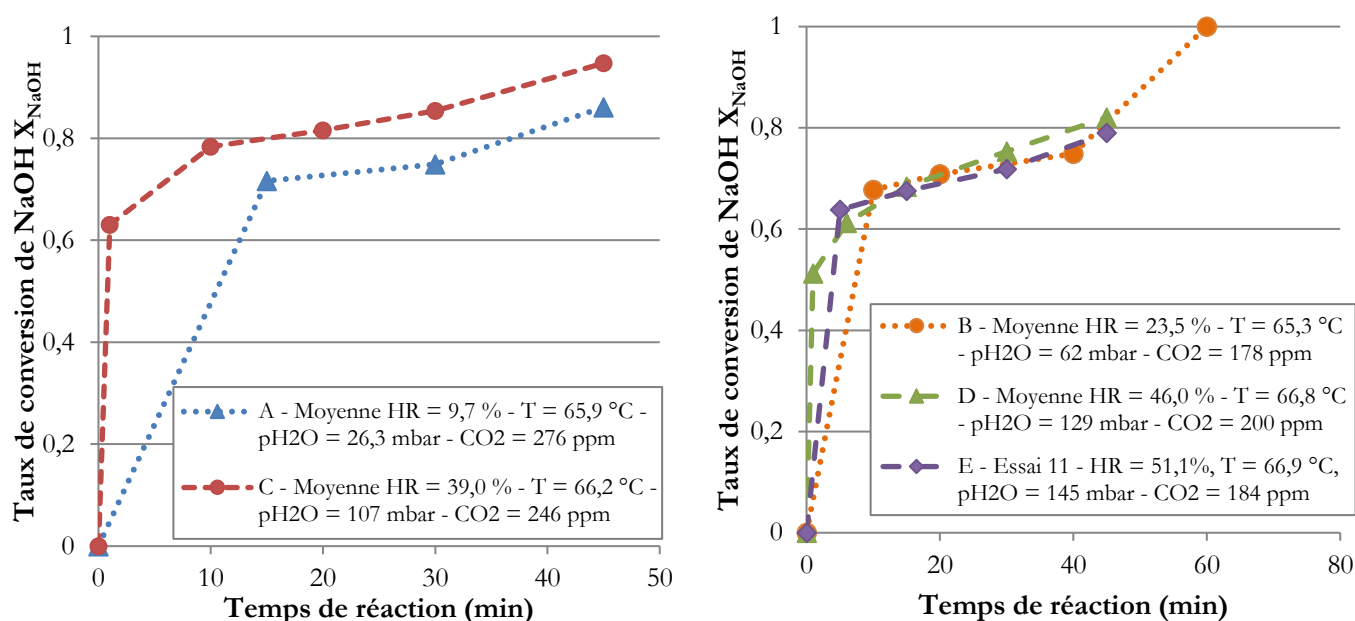 Taux de conversion de NaOH X_NaOH
1
0,8
0,6
0,4
0,2
0
0
10
20
30
40
50
Temps de réaction (min)
A - Moyenne HR = 9,7 % - T = 65,9 °C -
pH2O = 26,3 mbar - CO2 = 276 ppm
C - Moyenne HR = 39,0 % - T = 66,2 °C -
pH2O = 107 mbar - CO2 = 246 ppm
Taux de conversion de NaOH X_NaOH
1
0,8
0,6
0,4
0,2
0
0
20
40
60
80
Temps de réaction (min)
B - Moyenne HR = 23,5 % - T = 65,3 °C
- pH2O = 62 mbar - CO2 = 178 ppm
D - Moyenne HR = 46,0 % - T = 66,8 °C
- pH2O = 129 mbar - CO2 = 200 ppm
E - Essai 11 - HR = 51,1%, T = 66,9 °C,
pH2O = 145 mbar - CO2 = 184 ppm